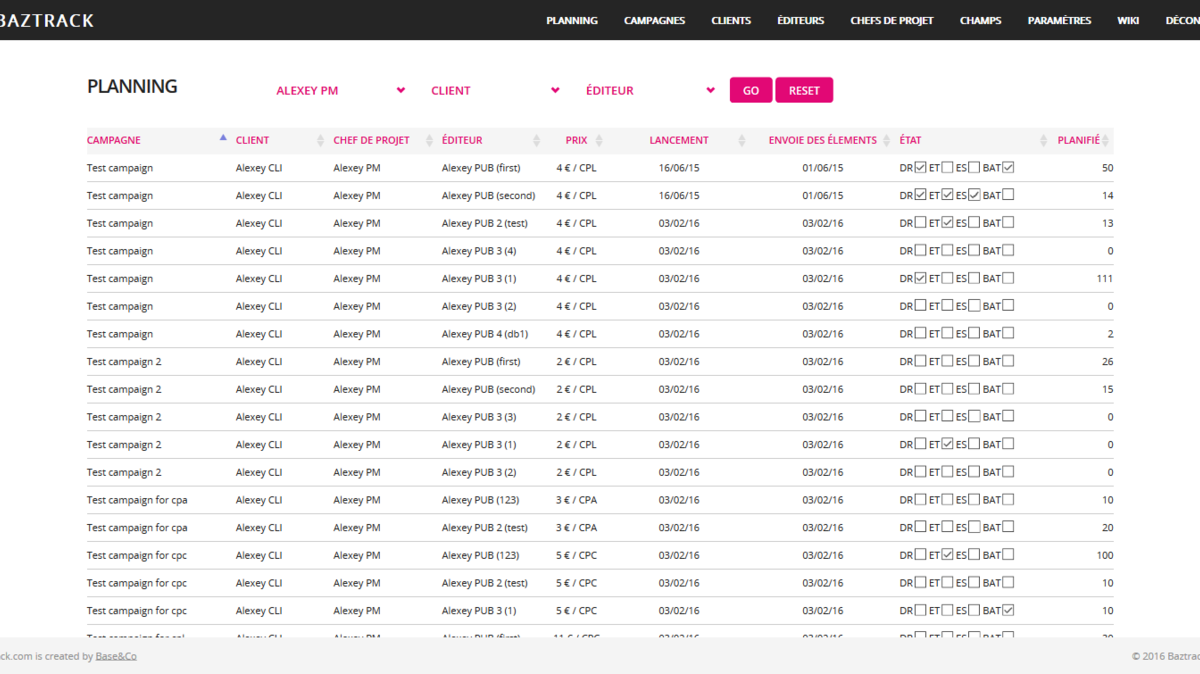 BAZTRACK PLANNING CAMPAGNES CLIENTS ÉDITEURS CHEFS DE PROJET CHAMPS PARAMÈTRES WIKI DÉCON
PLANNING ALEXEY PM CLIENT ÉDITEUR GO RESET
CAMPAGNE CLIENT CHEF DE PROJET ÉDITEUR PRIX LANCEMENT ENVOIE DES ÉLEMENTS ÉTAT PLANIFIÉ
Test campaign Alexey CLI Alexey PM Alexey PUB (first) 4 € / CPL 16/06/15 01/06/15 DR ET ES BAT 50
Test campaign Alexey CLI Alexey PM Alexey PUB (second) 4 € / CPL 16/06/15 01/06/15 DR ET ES BAT 14
Test campaign Alexey CLI Alexey PM Alexey PUB 2 (test) 4 € / CPL 03/02/16 03/02/16 DR ET ES BAT 13
Test campaign Alexey CLI Alexey PM Alexey PUB 3 (4) 4 € / CPL 03/02/16 03/02/16 DR ET ES BAT 0
Test campaign Alexey CLI Alexey PM Alexey PUB 3 (1) 4 € / CPL 03/02/16 03/02/16 DR ET ES BAT 111
Test campaign Alexey CLI Alexey PM Alexey PUB 3 (2) 4 € / CPL 03/02/16 03/02/16 DR ET ES BAT 0
Test campaign Alexey CLI Alexey PM Alexey PUB 4 (db1) 4 € / CPL 03/02/16 03/02/16 DR ET ES BAT 2
Test campaign 2 Alexey CLI Alexey PM Alexey PUB (first) 2 € / CPL 03/02/16 03/02/16 DR ET ES BAT 26
Test campaign 2 Alexey CLI Alexey PM Alexey PUB (second) 2 € / CPL 03/02/16 03/02/16 DR ET ES BAT 15
Test campaign 2 Alexey CLI Alexey PM Alexey PUB 3 (3) 2 € / CPL 03/02/16 03/02/16 DR ET ES BAT 0
Test campaign 2 Alexey CLI Alexey PM Alexey PUB 3 (1) 2 € / CPL 03/02/16 03/02/16 DR ET ES BAT 0
Test campaign 2 Alexey CLI Alexey PM Alexey PUB 3 (2) 2 € / CPL 03/02/16 03/02/16 DR ET ES BAT 0
Test campaign for cpa Alexey CLI Alexey PM Alexey PUB (123) 3 € / CPA 03/02/16 03/02/16 DR ET ES BAT 10
Test campaign for cpa Alexey CLI Alexey PM Alexey PUB 2 (test) 3 € / CPA 03/02/16 03/02/16 DR ET ES BAT 20
Test campaign for cpc Alexey CLI Alexey PM Alexey PUB (123) 5 € / CPC 03/02/16 03/02/16 DR ET ES BAT 100
Test campaign for cpc Alexey CLI Alexey PM Alexey PUB 2 (test) 5 € / CPC 03/02/16 03/02/16 DR ET ES BAT 10
Test campaign for cpc Alexey CLI Alexey PM Alexey PUB 3 (1) 5 € / CPC 03/02/16 03/02/16 DR ET ES BAT 10
ck.com is created by Base&Co © 2016 Baztrac